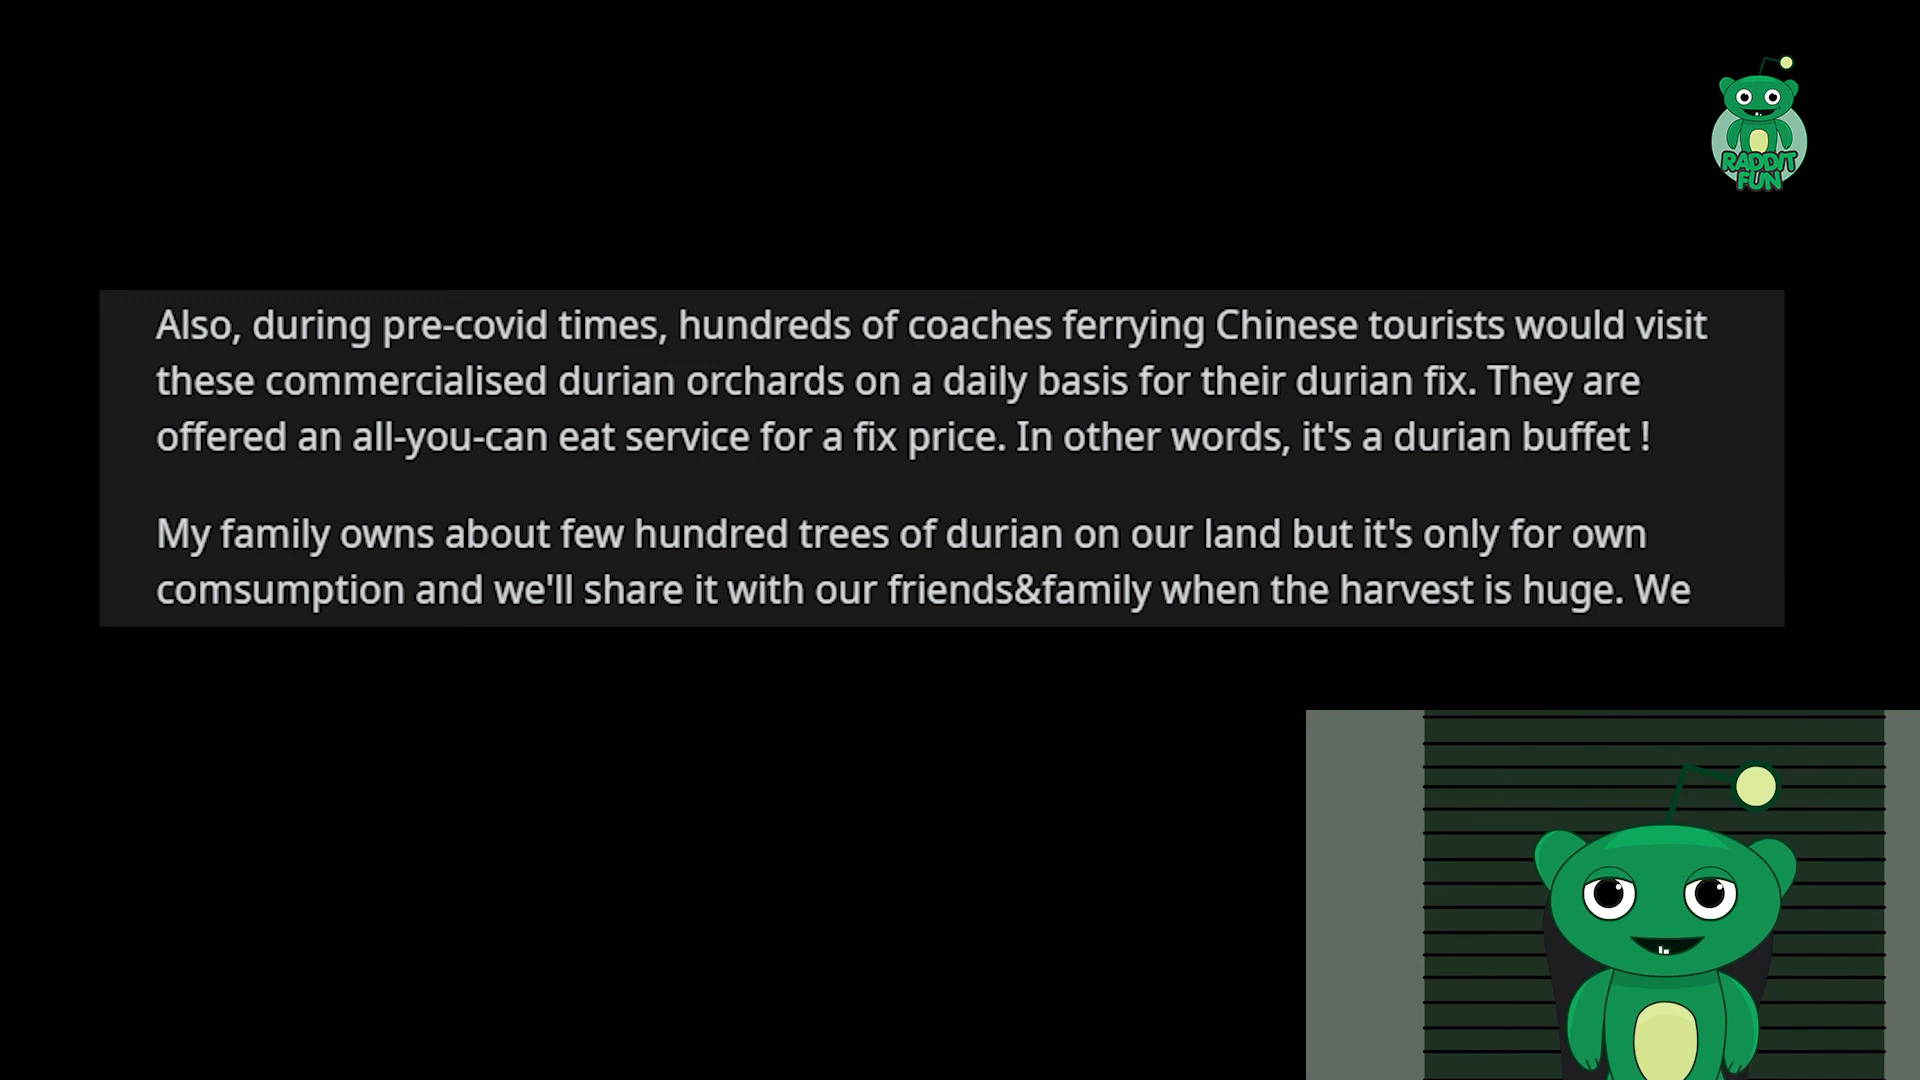 RADDIT
FUN
Also, during pre-covid times, hundreds of coaches ferrying Chinese tourists would visit
these commercialised durian orchards on a daily basis for their durian fix. They are
offered an all-you-can eat service for a fix price. In other words, it's a durian buffet !
My family owns about few hundred trees of durian on our land but it's only for own
comsumption and we'll share it with our friends&family when the harvest is huge. We